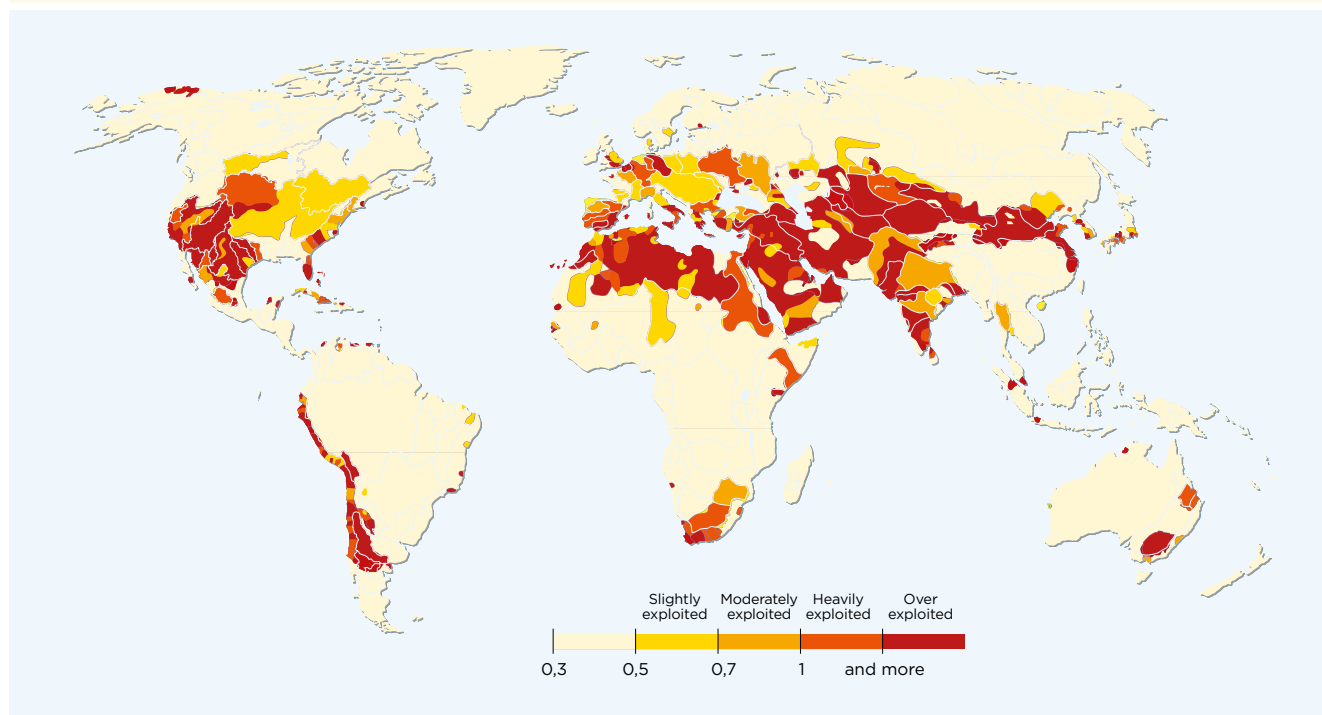 Slightly
exploited
Moderately
exploited
Heavily
exploited
Over
exploited
0,3
0,5
0,7
1
and more